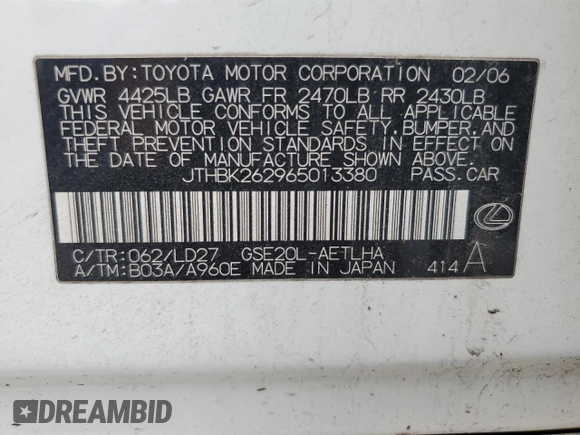 MFD.BY:TOYOTA MOTOR CORPORATION 02/06
GVWR 4425LB GAWR FR 2470LB RR 2430LB
THIS VEHICLE CONFORMS TO ALL APPLICABLE
FEDERAL MOTOR VEHICLE SAFETY,BUMPER,AND
THEFT PREVENTION STANDARDS IN EFFECT ON
THE DATE OF MANUFACTURE SHOWN ABOVE.
JTHBK262965013380 PASS.CAR
C/TR:062/LD27 GSE20L-AETLHA
A/TM:B03A/A960E MADE IN JAPAN 414 A
DREAMBID